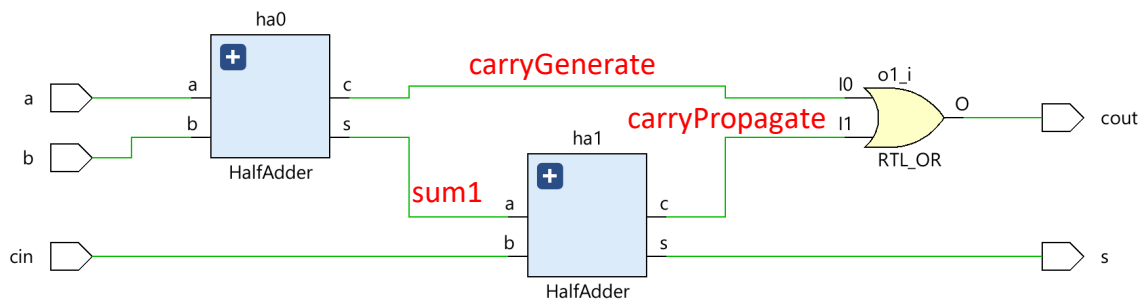 ha0
a
b
cin
a
b
c
s
HalfAdder
carryGenerate
sum1
ha1
a
b
c
s
HalfAdder
carryPropagate
o1_i
I0
I1
O
RTL_OR
cout
s